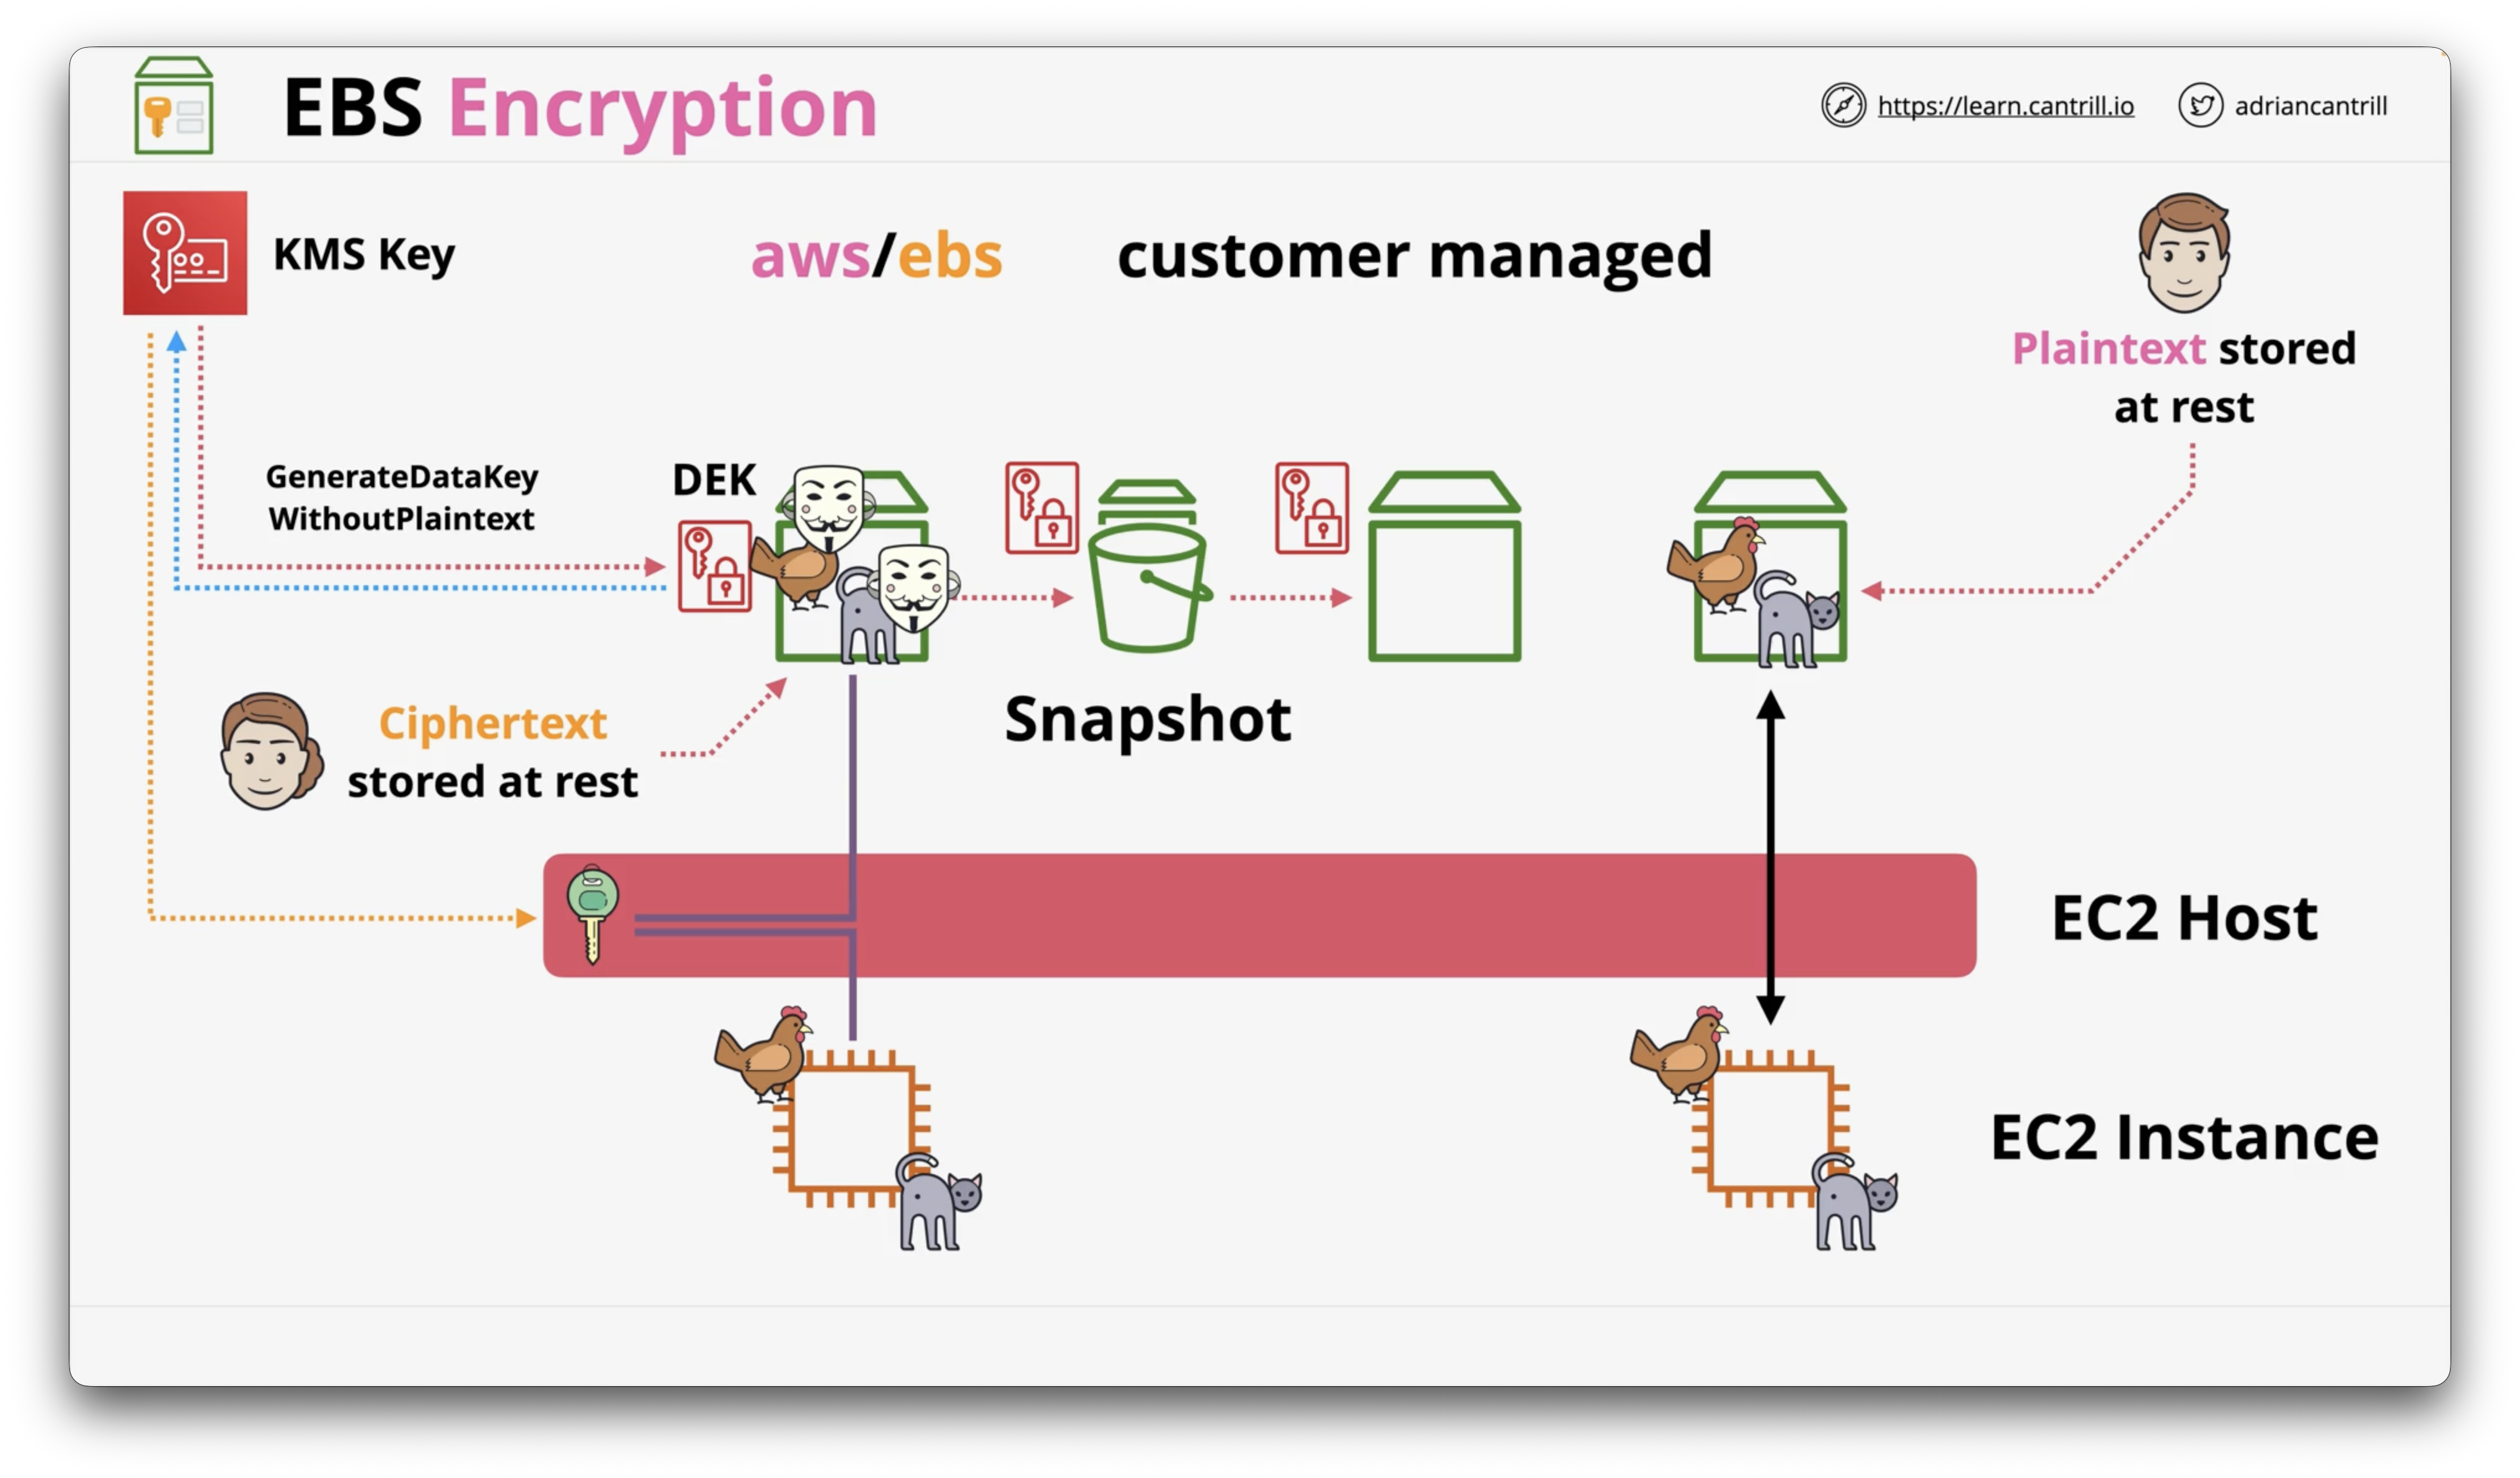 EBS Encryption
https://learn.cantrill.io
adriancantrill
KMS Key
aws/ebs
customer managed
Plaintext stored
at rest
GenerateDataKey
WithoutPlaintext
DEK
Ciphertext
stored at rest
Snapshot
EC2 Host
EC2 Instance